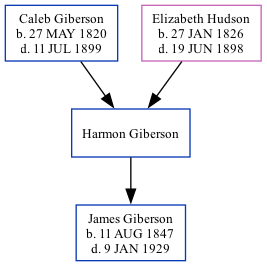 Caleb Giberson
b. 27 MAY 1820
d. 11 JUL 1899
Elizabeth Hudson
b. 27 JAN 1826
d. 19 JUN 1898
Harmon Giberson
James Giberson
b. 11 AUG 1847
d. 9 JAN 1929